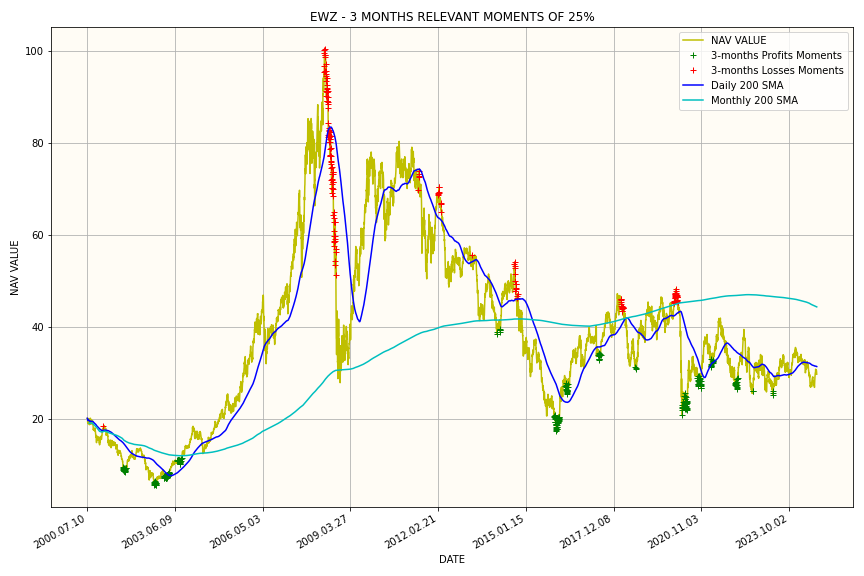 EWZ - 3 MONTHS RELEVANT MOMENTS OF 25%
NAV VALUE
3-months Profits Moments
3-months Losses Moments
Daily 200 SMA
Monthly 200 SMA
NAV VALUE
100
80
60
40
20
2000.07.10
2003.06.09
2006.05.03
2009.03.27
2012.02.21
2015.01.15
2017.12.08
2020.11.03
2023.10.02
DATE